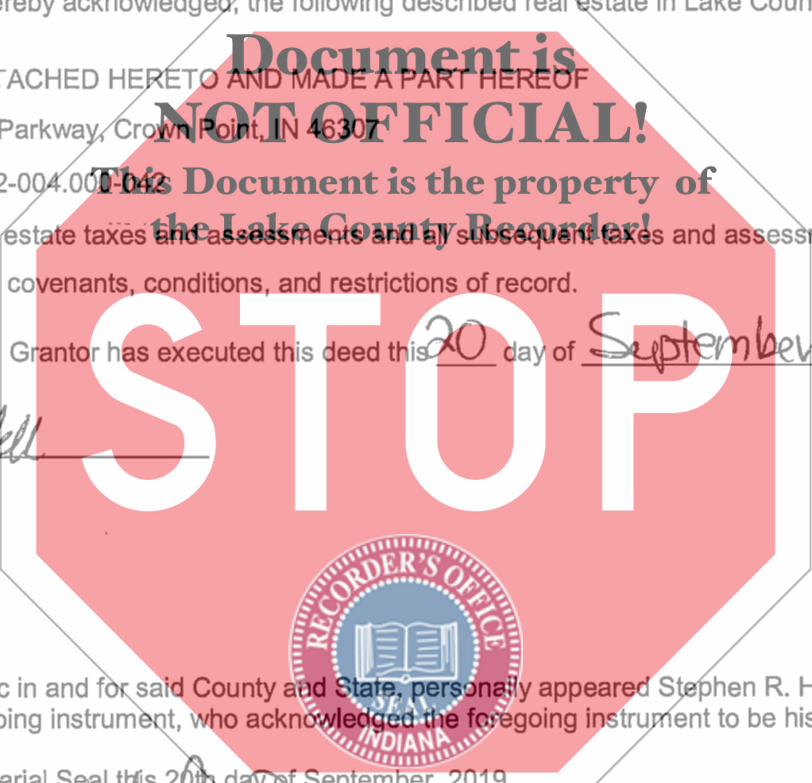 ereby acknowledged, the following described real estate in Lake Coun
Document is
TACHED HERETO AND MADE A PART HEREOF
NOT OFFICIAL!
Parkway, Crown Point, IN 46307
This Document is the property of
2-004.000-042
the Lake County Recorder!
estate taxes and assessments and all subsequent taxes and assess
covenants, conditions, and restrictions of record.
Grantor has executed this deed this 20 day of September
STOP
RECORDER'S OFFICE
SEAL
INDIANA
c in and for said County and State, personally appeared Stephen R. H
oing instrument, who acknowledged the foregoing instrument to be his
arial Seal this 20th day of September, 2019